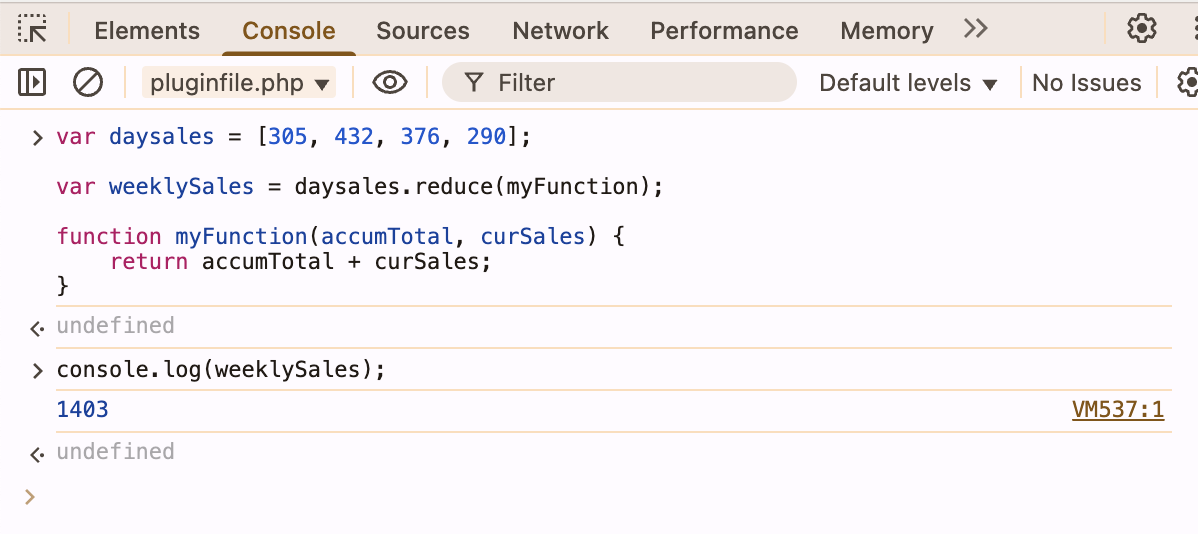 Elements Console Sources Network Performance Memory
pluginfile.php ▼ Filter Default levels ▼ No Issues
var daysales = [305, 432, 376, 290];
var weeklySales = daysales.reduce(myFunction);
function myFunction(accumTotal, curSales) {
    return accumTotal + curSales;
}
undefined
console.log(weeklySales);
1403 VM537:1
undefined